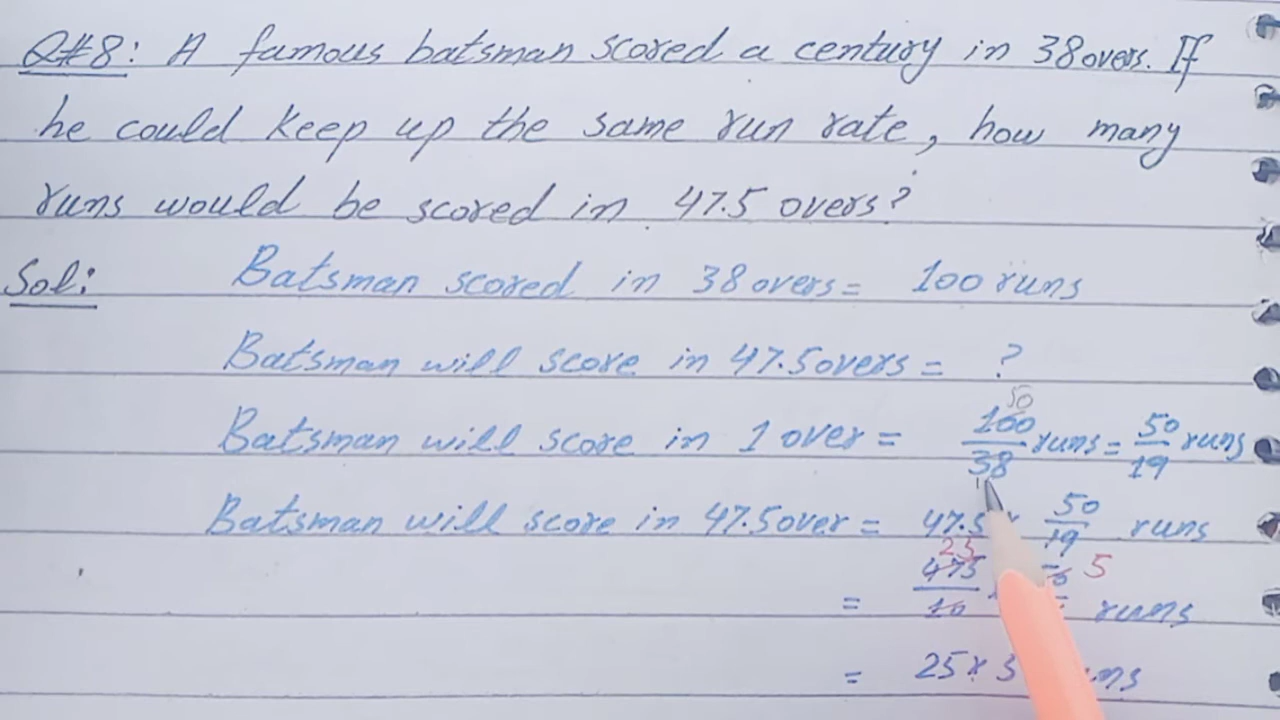 Q#8: A famous batsman scored a century in 38 overs. If
he could keep up the same run rate, how many
runs would be scored in 47.5 overs?
Sol: Batsman scored in 38 overs = 100 runs
Batsman will score in 47.5 overs = ?
Batsman will score in 1 over = 100/38 runs = 50/19 runs
50
Batsman will score in 47.5 over = 47.5 50/19 runs
25
= 475/10 5 runs
= 25 x